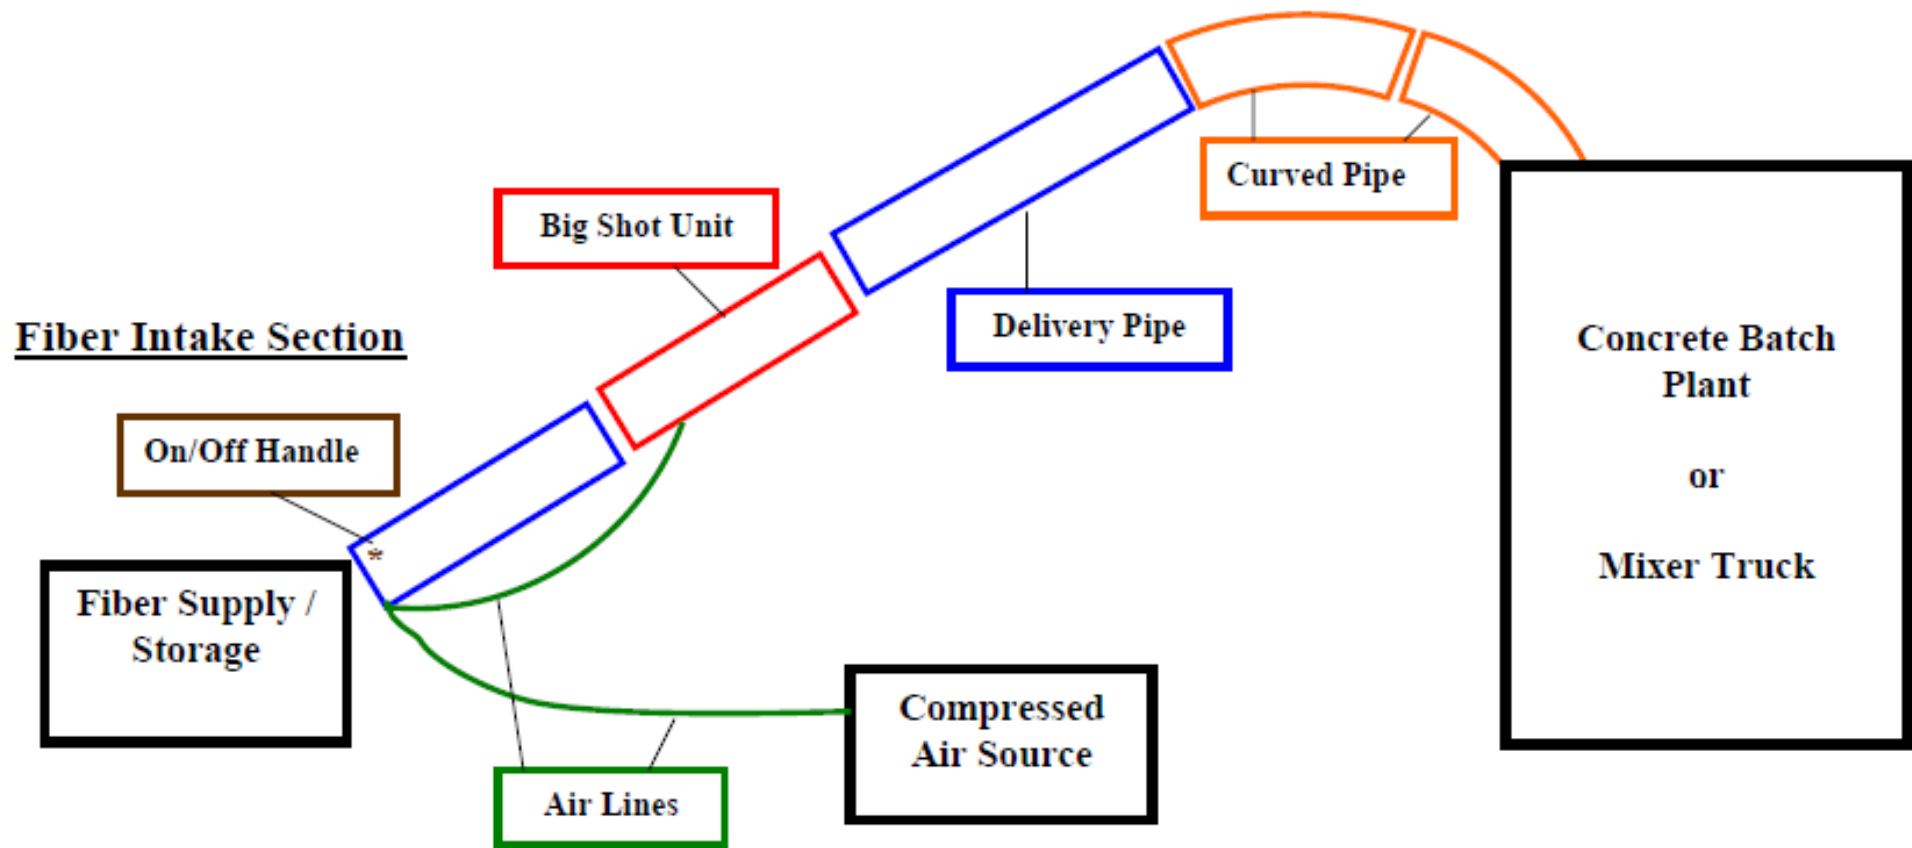 Curved Pipe
Big Shot Unit
Delivery Pipe
Fiber Intake Section
On/Off Handle
*
Fiber Supply /
Storage
Concrete Batch
Plant
or
Mixer Truck
Compressed
Air Source
Air Lines